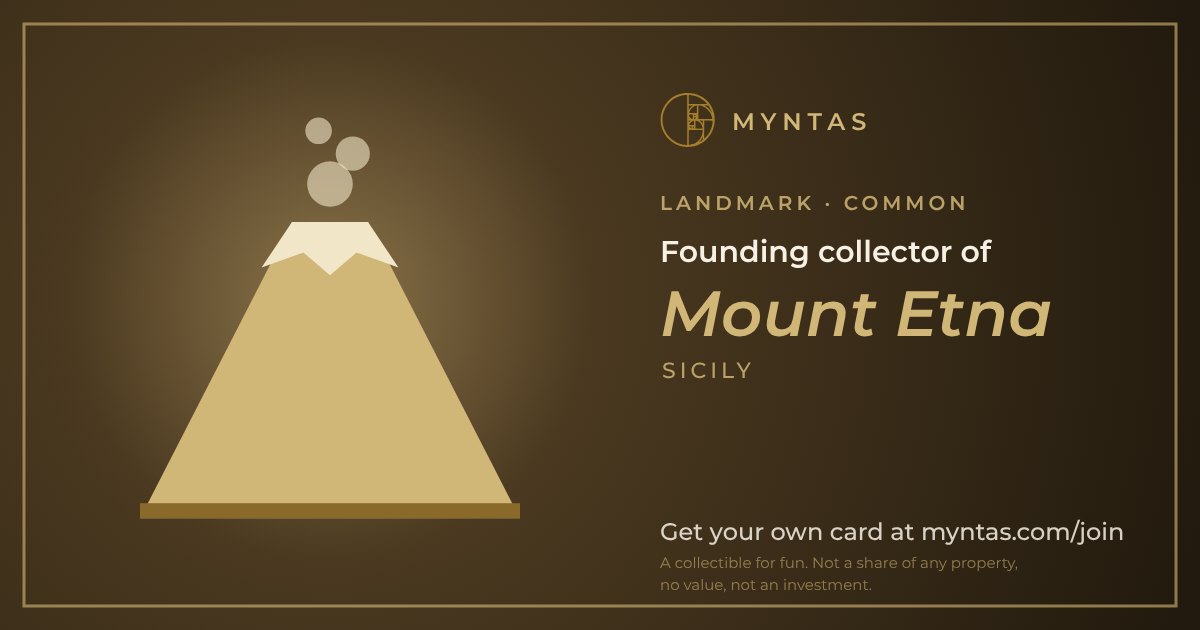 MYNTAS
LANDMARK · COMMON
Founding collector of
Mount Etna
SICILY
Get your own card at myntas.com/join
A collectible for fun. Not a share of any property,
no value, not an investment.